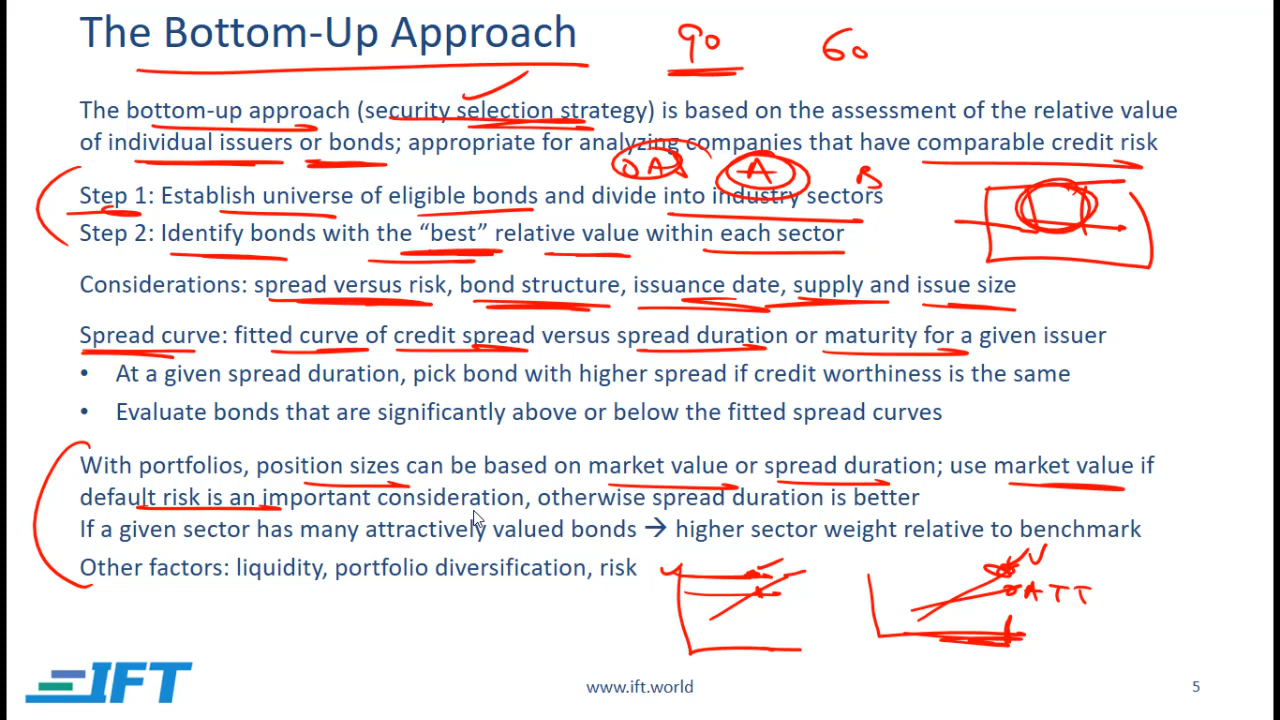 The Bottom-Up Approach
90 60
The bottom-up approach (security selection strategy) is based on the assessment of the relative value
of individual issuers or bonds; appropriate for analyzing companies that have comparable credit risk
OAS A B
Step 1: Establish universe of eligible bonds and divide into industry sectors
Step 2: Identify bonds with the “best” relative value within each sector
Considerations: spread versus risk, bond structure, issuance date, supply and issue size
Spread curve: fitted curve of credit spread versus spread duration or maturity for a given issuer
• At a given spread duration, pick bond with higher spread if credit worthiness is the same
• Evaluate bonds that are significantly above or below the fitted spread curves
With portfolios, position sizes can be based on market value or spread duration; use market value if
default risk is an important consideration, otherwise spread duration is better
If a given sector has many attractively valued bonds → higher sector weight relative to benchmark
Other factors: liquidity, portfolio diversification, risk
V
ATT
IFT
www.ift.world
5